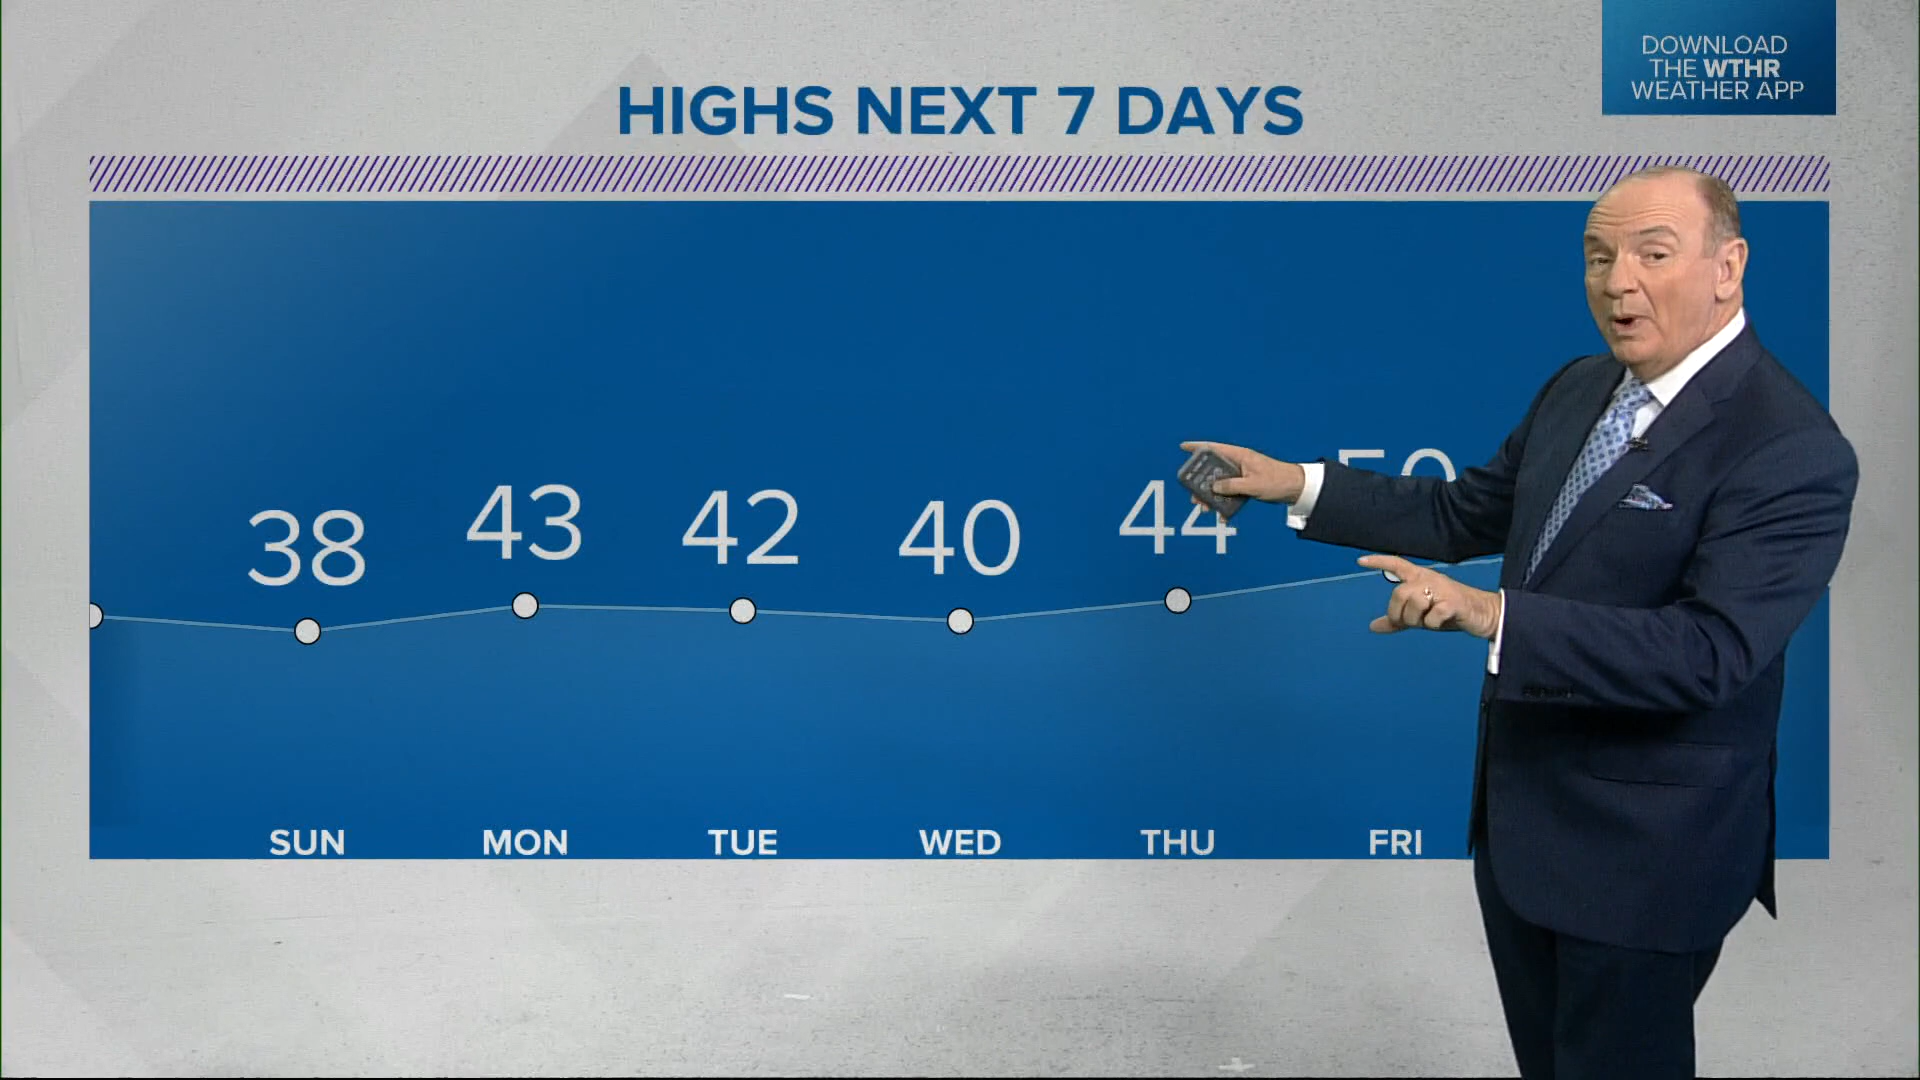 DOWNLOAD
THE WTHR
WEATHER APP
HIGHS NEXT 7 DAYS
38 43 42 40 44 50
SUN MON TUE WED THU FRI